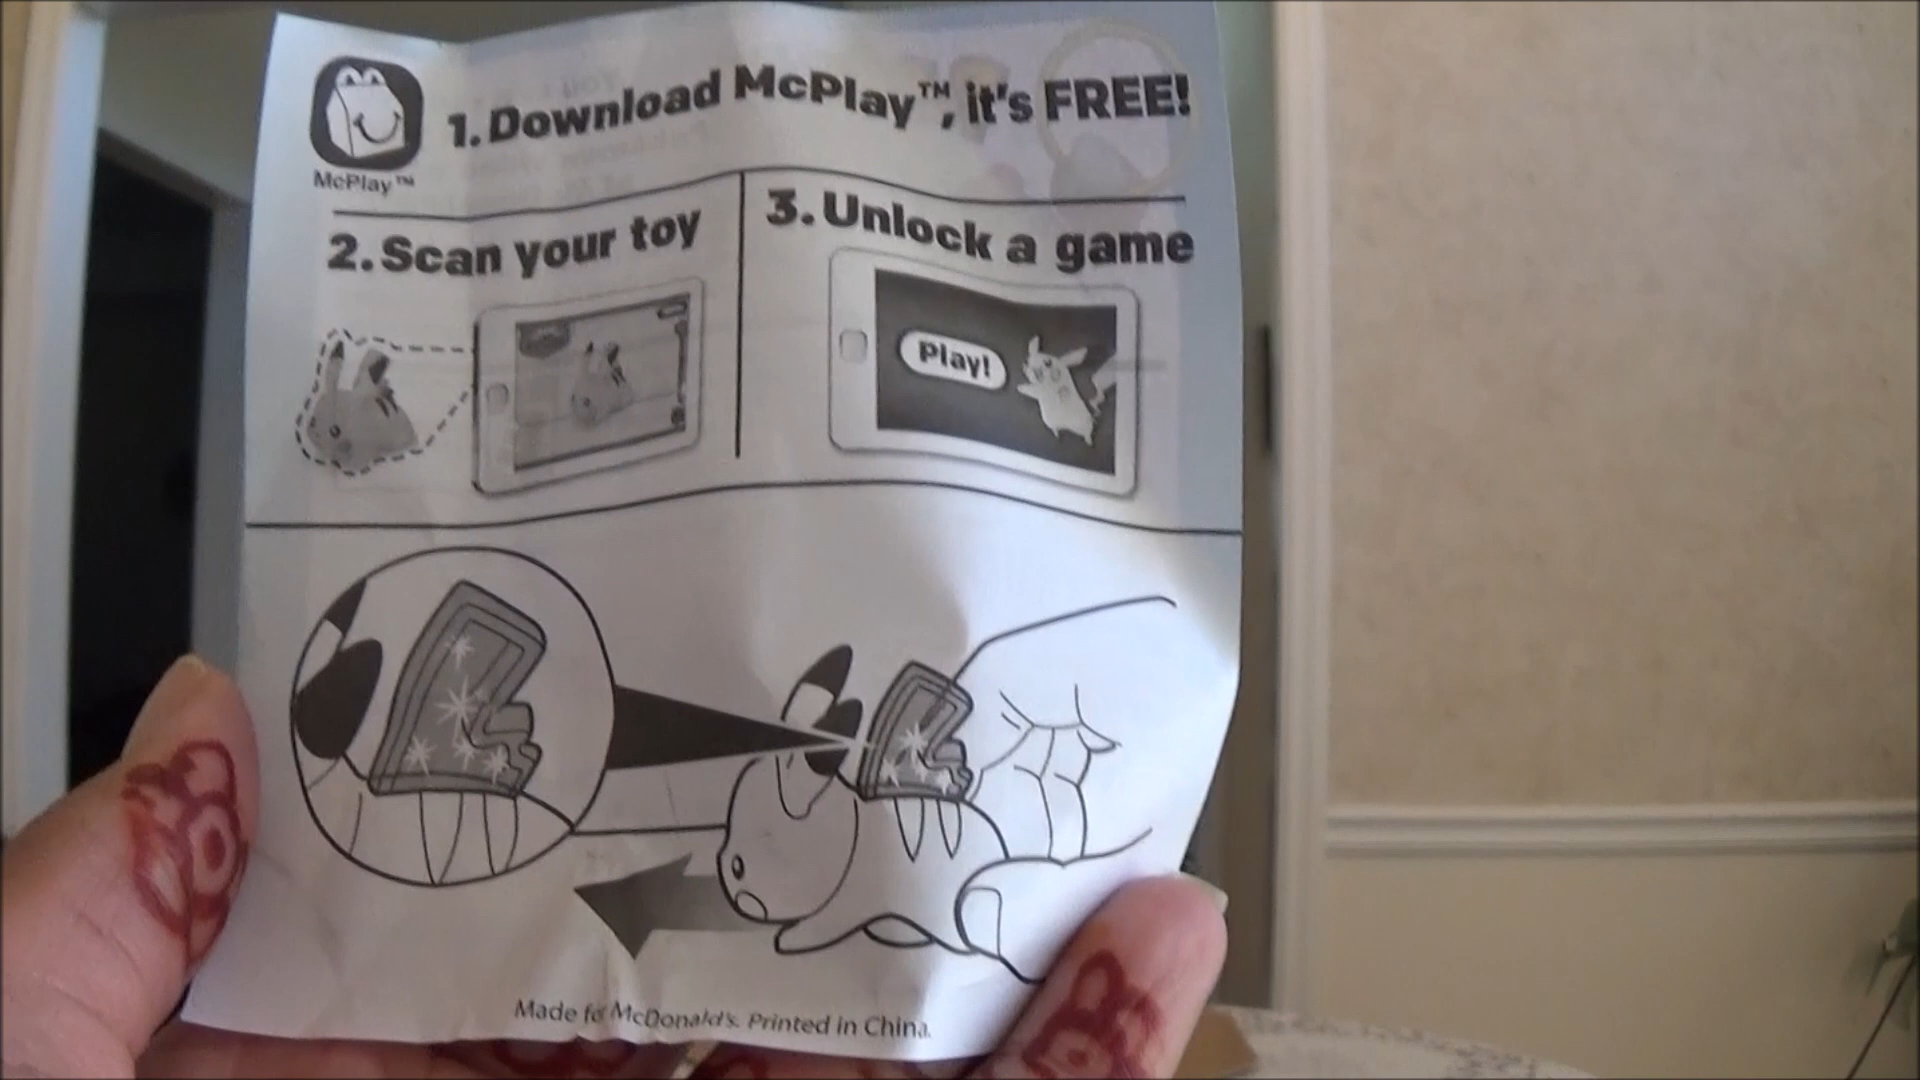 1. Download McPlay™, it's FREE!
McPlay™
2. Scan your toy
3. Unlock a game
Play!
Made for McDonald's. Printed in China.